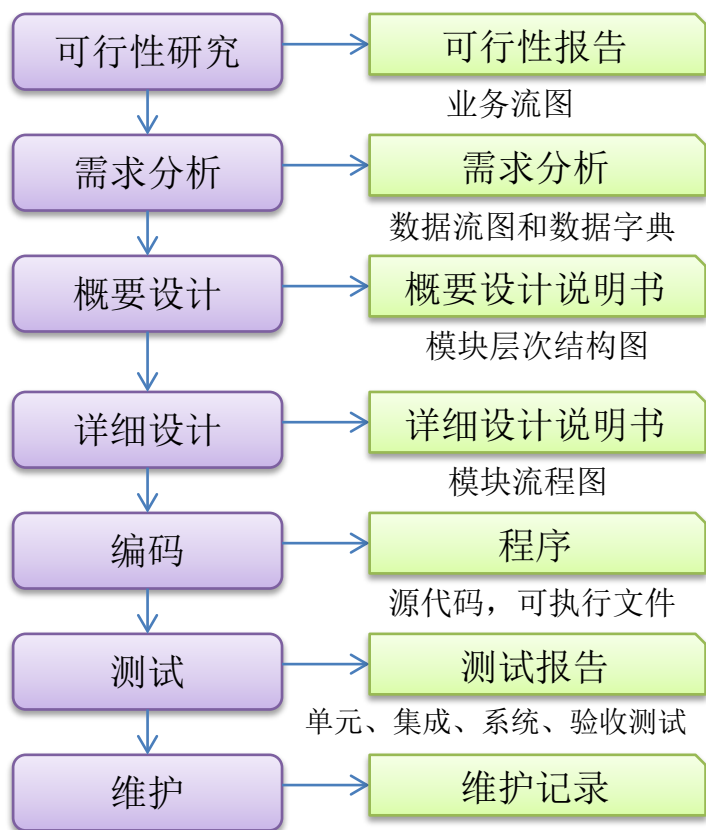 可行性研究
可行性报告
业务流图
需求分析
需求分析
数据流图和数据字典
概要设计
概要设计说明书
模块层次结构图
详细设计
详细设计说明书
模块流程图
编码
程序
源代码，可执行文件
测试
测试报告
单元、集成、系统、验收测试
维护
维护记录